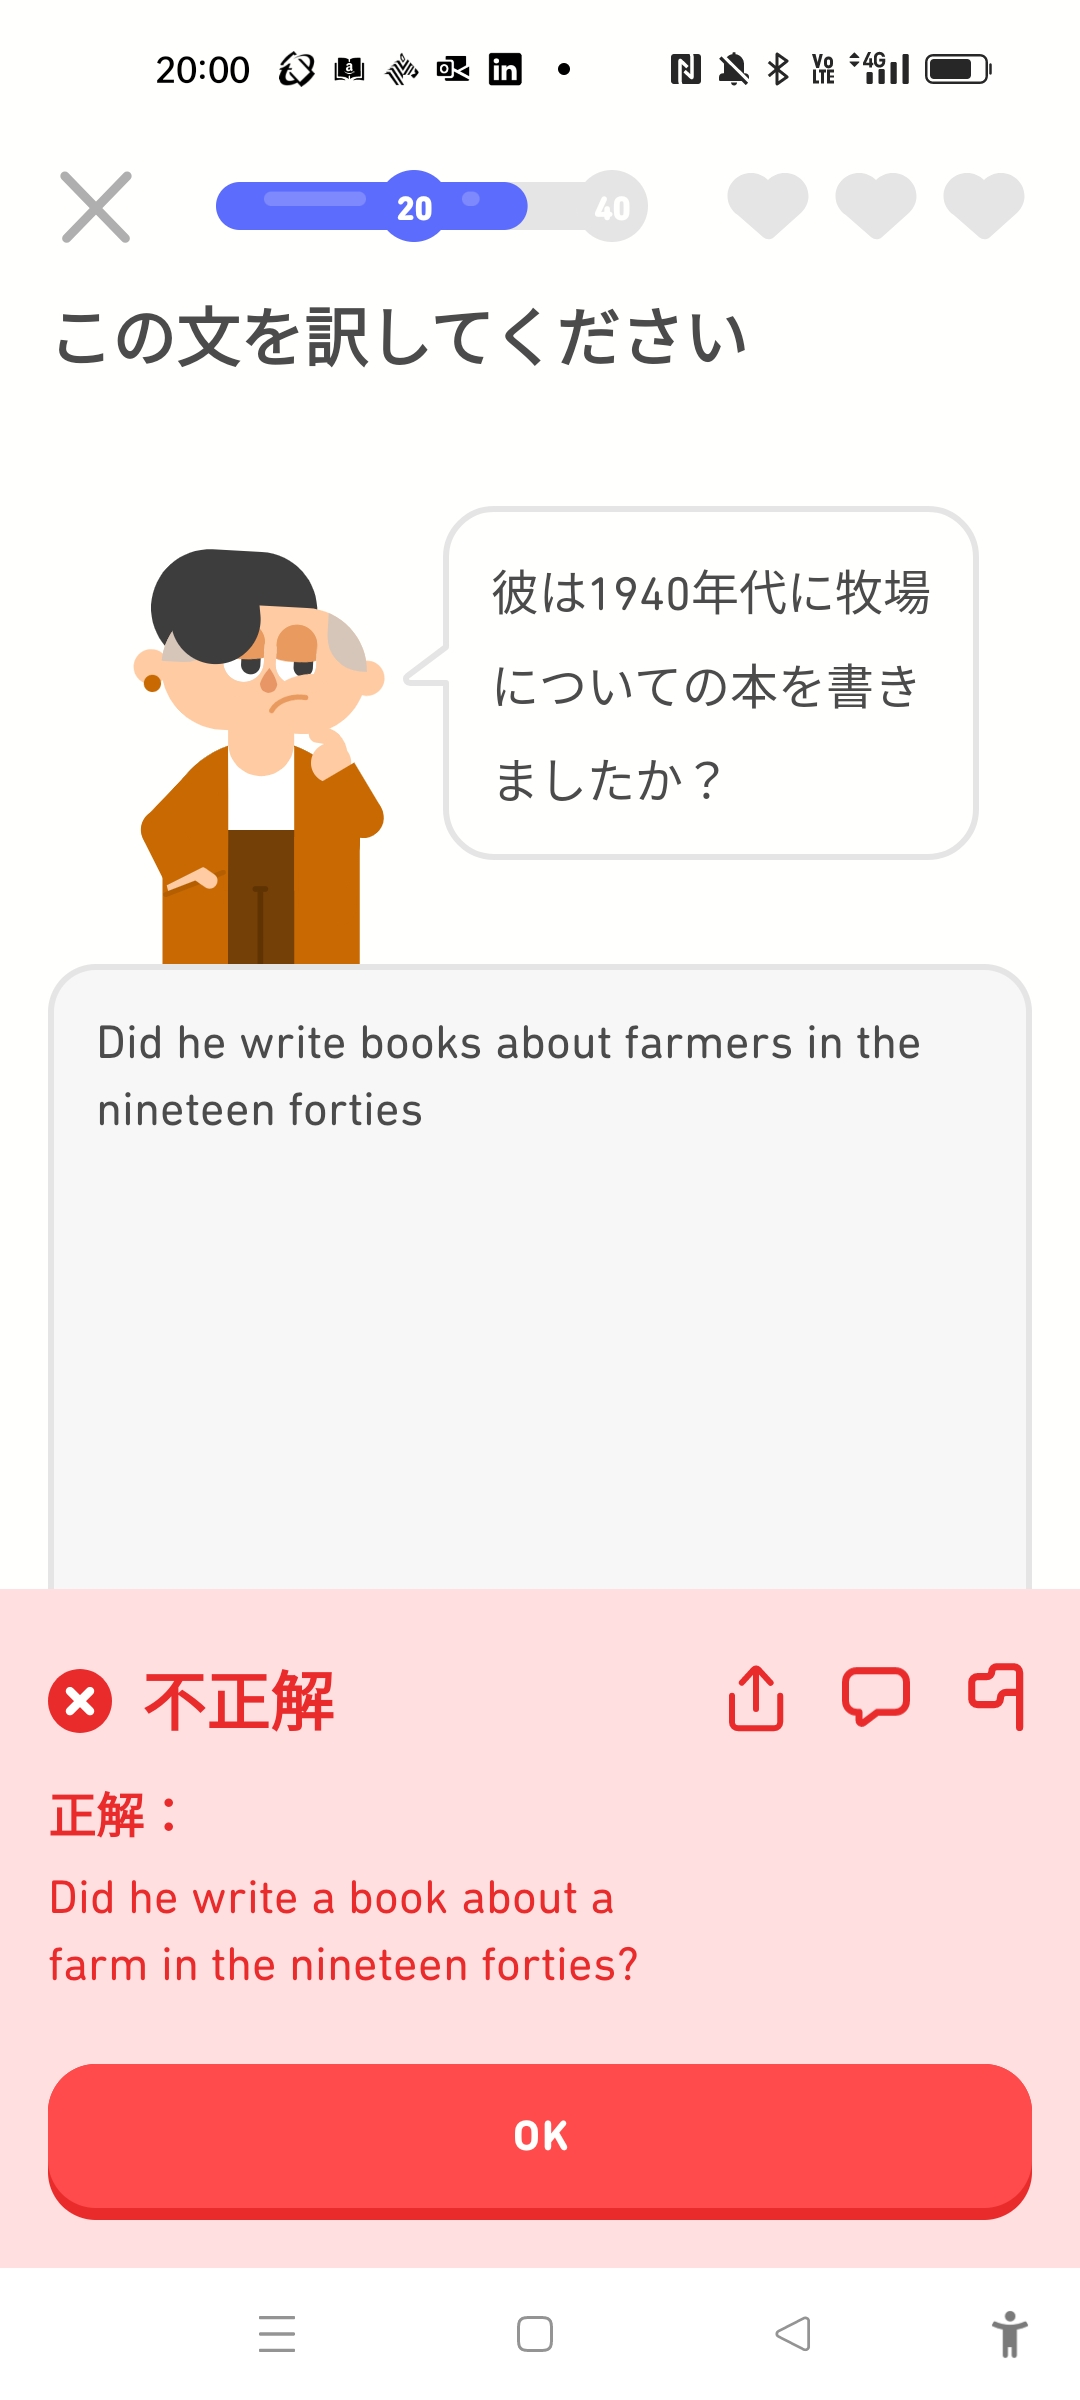 20:00
Vo LTE 4G
20 40
この文を訳してください
彼は1940年代に牧場
についての本を書き
ましたか？
Did he write books about farmers in the
nineteen forties
不正解
正解：
Did he write a book about a
farm in the nineteen forties?
OK